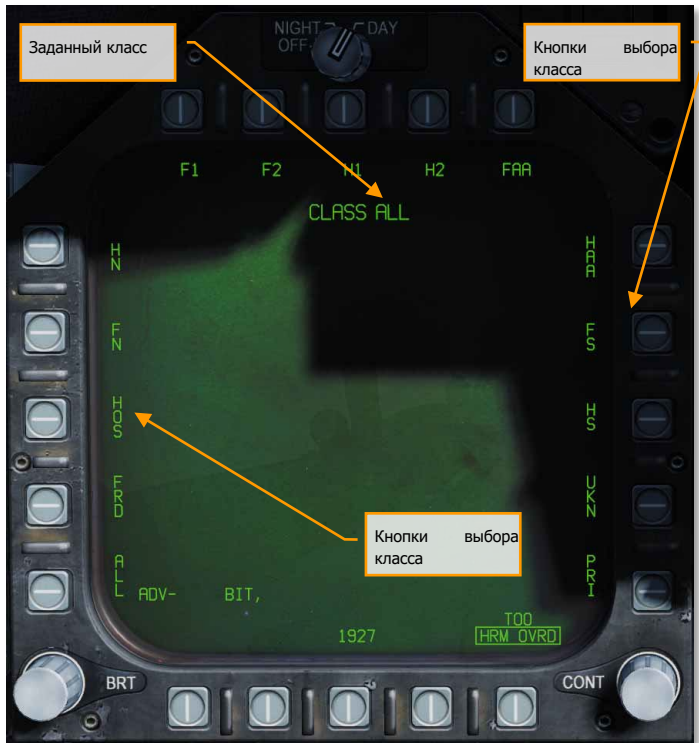 NIGHT DAY
OFF
Заданный класс
Кнопки выбора
класса
F1 F2 H1 H2 FAA
CLASS ALL
HN
HAA
FN
FS
HOS
HS
FRD
UKN
Кнопки выбора
класса
ALL
PRI
ADV- BIT,
TOO
1927 HRM OVRD
BRT
CONT